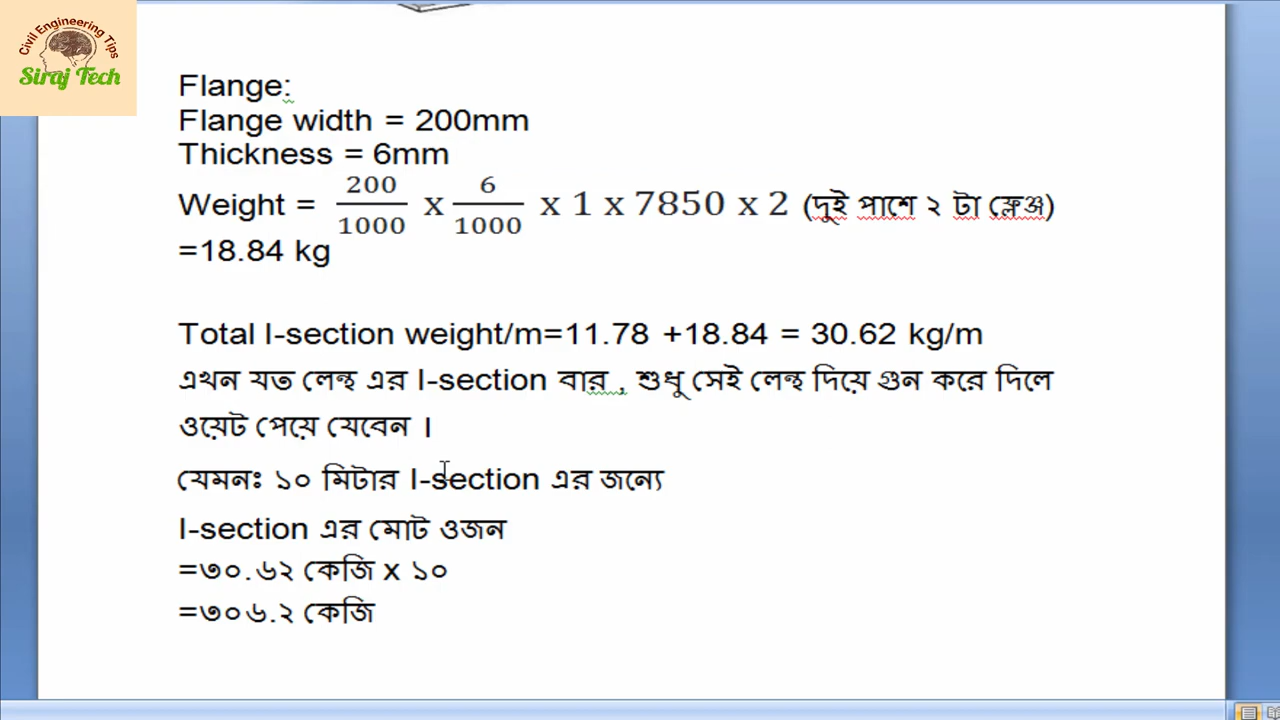 Civil Engineering Tips
Siraj Tech
Flange:
Flange width = 200mm
Thickness = 6mm
Weight = 200/1000 x 6/1000 x 1 x 7850 x 2 (দুই পাশে ২ টা ফ্লেঞ্জ)
=18.84 kg
Total I-section weight/m=11.78 +18.84 = 30.62 kg/m
এখন যত লেন্থ এর I-section বার , শুধু সেই লেন্থ দিয়ে গুন করে দিলে
ওয়েট পেয়ে যেবেন ।
যেমনঃ ১০ মিটার I-section এর জন্যে
I-section এর মোট ওজন
=৩০.৬২ কেজি x ১০
=৩০৬.২ কেজি